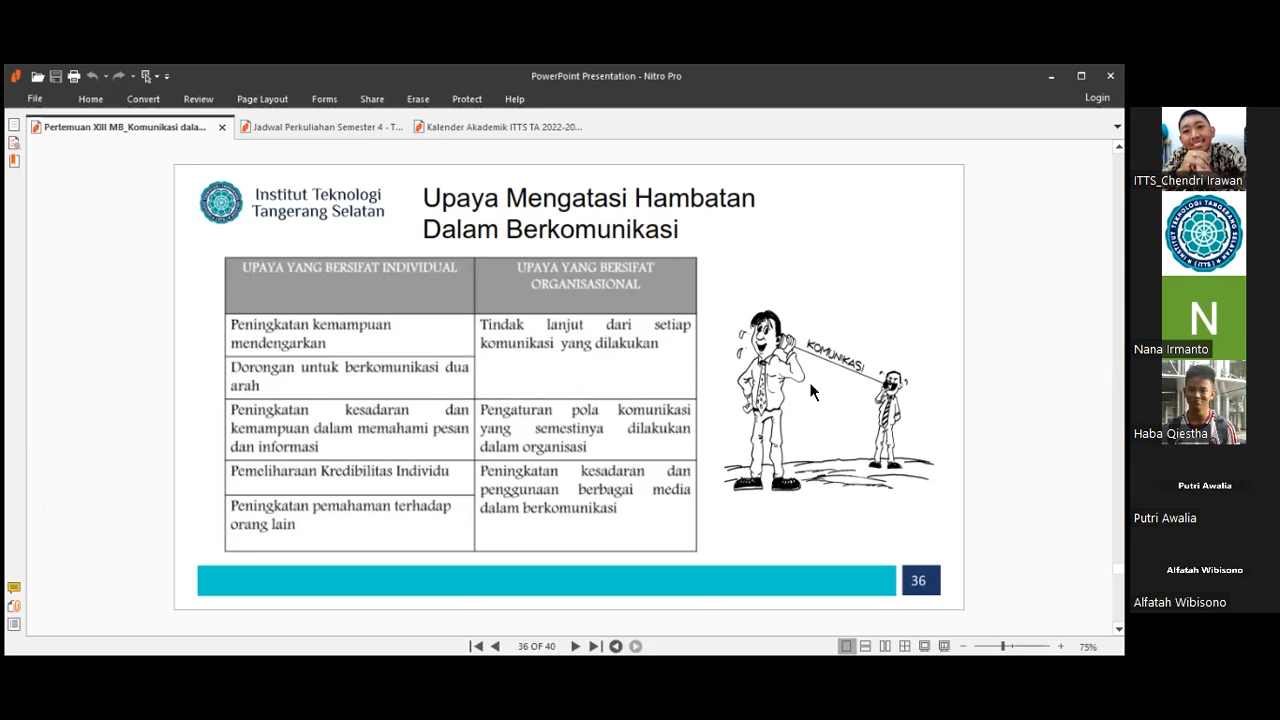 PowerPoint Presentation - Nitro Pro
File Home Convert Review Page Layout Forms Share Erase Protect Help
Login
Pertemuan XIII MB_Komunikasi dala...
Jadwal Perkuliahan Semester 4 - T...
Kalender Akademik ITTS TA 2022-20...
Institut Teknologi
Tangerang Selatan
Upaya Mengatasi Hambatan
Dalam Berkomunikasi
UPAYA YANG BERSIFAT INDIVIDUAL
UPAYA YANG BERSIFAT
ORGANISASIONAL
Peningkatan kemampuan
mendengarkan
Tindak lanjut dari setiap
komunikasi yang dilakukan
Dorongan untuk berkomunikasi dua
arah
Peningkatan kesadaran dan
kemampuan dalam memahami pesan
dan informasi
Pengaturan pola komunikasi
yang semestinya dilakukan
dalam organisasi
Pemeliharaan Kredibilitas Individu
Peningkatan kesadaran dan
penggunaan berbagai media
dalam berkomunikasi
Peningkatan pemahaman terhadap
orang lain
KOMUNIKASI
36
36 OF 40
75%
ITTS_Chendri Irawan
INSTITUT TEKNOLOGI TANGERANG SELATAN
(ITTS)
N
Nana Irmanto
Haba Qiestha
Putri Awalia
Putri Awalia
Alfatah Wibisono
Alfatah Wibisono